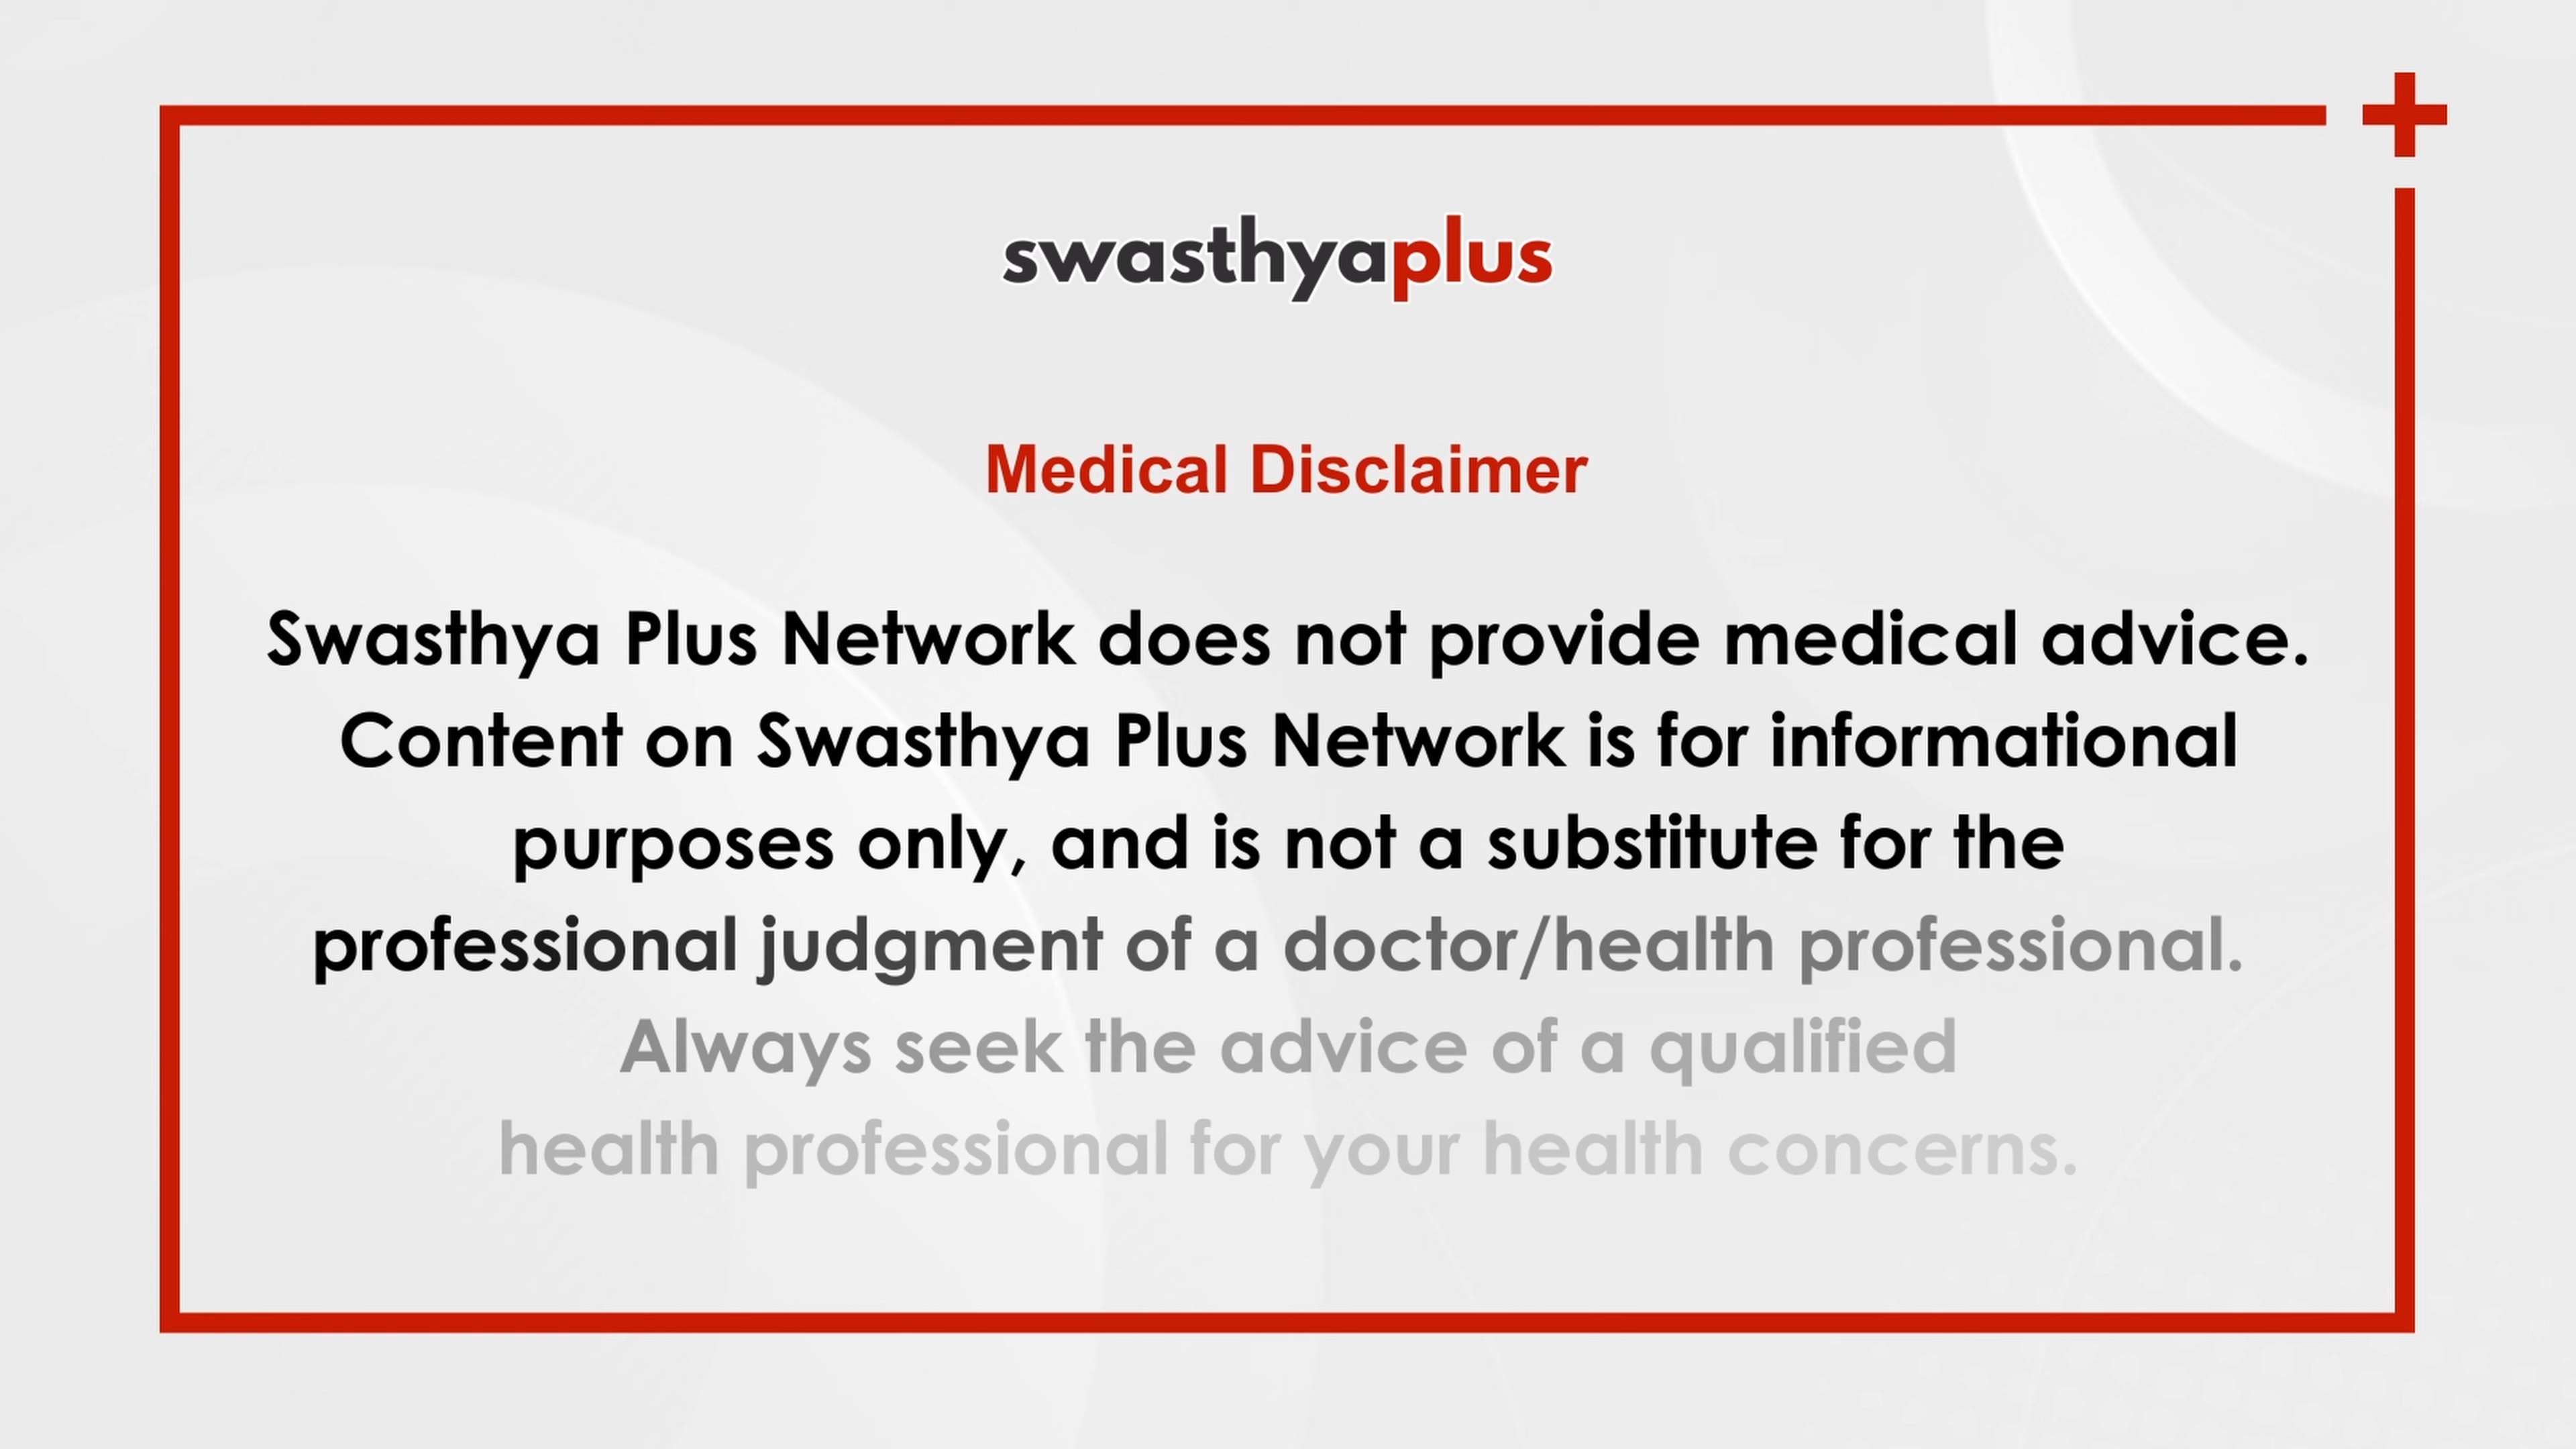 swasthyaplus
Medical Disclaimer
Swasthya Plus Network does not provide medical advice.
Content on Swasthya Plus Network is for informational
purposes only, and is not a substitute for the
professional judgment of a doctor/health professional.
Always seek the advice of a qualified
health professional for your health concerns.